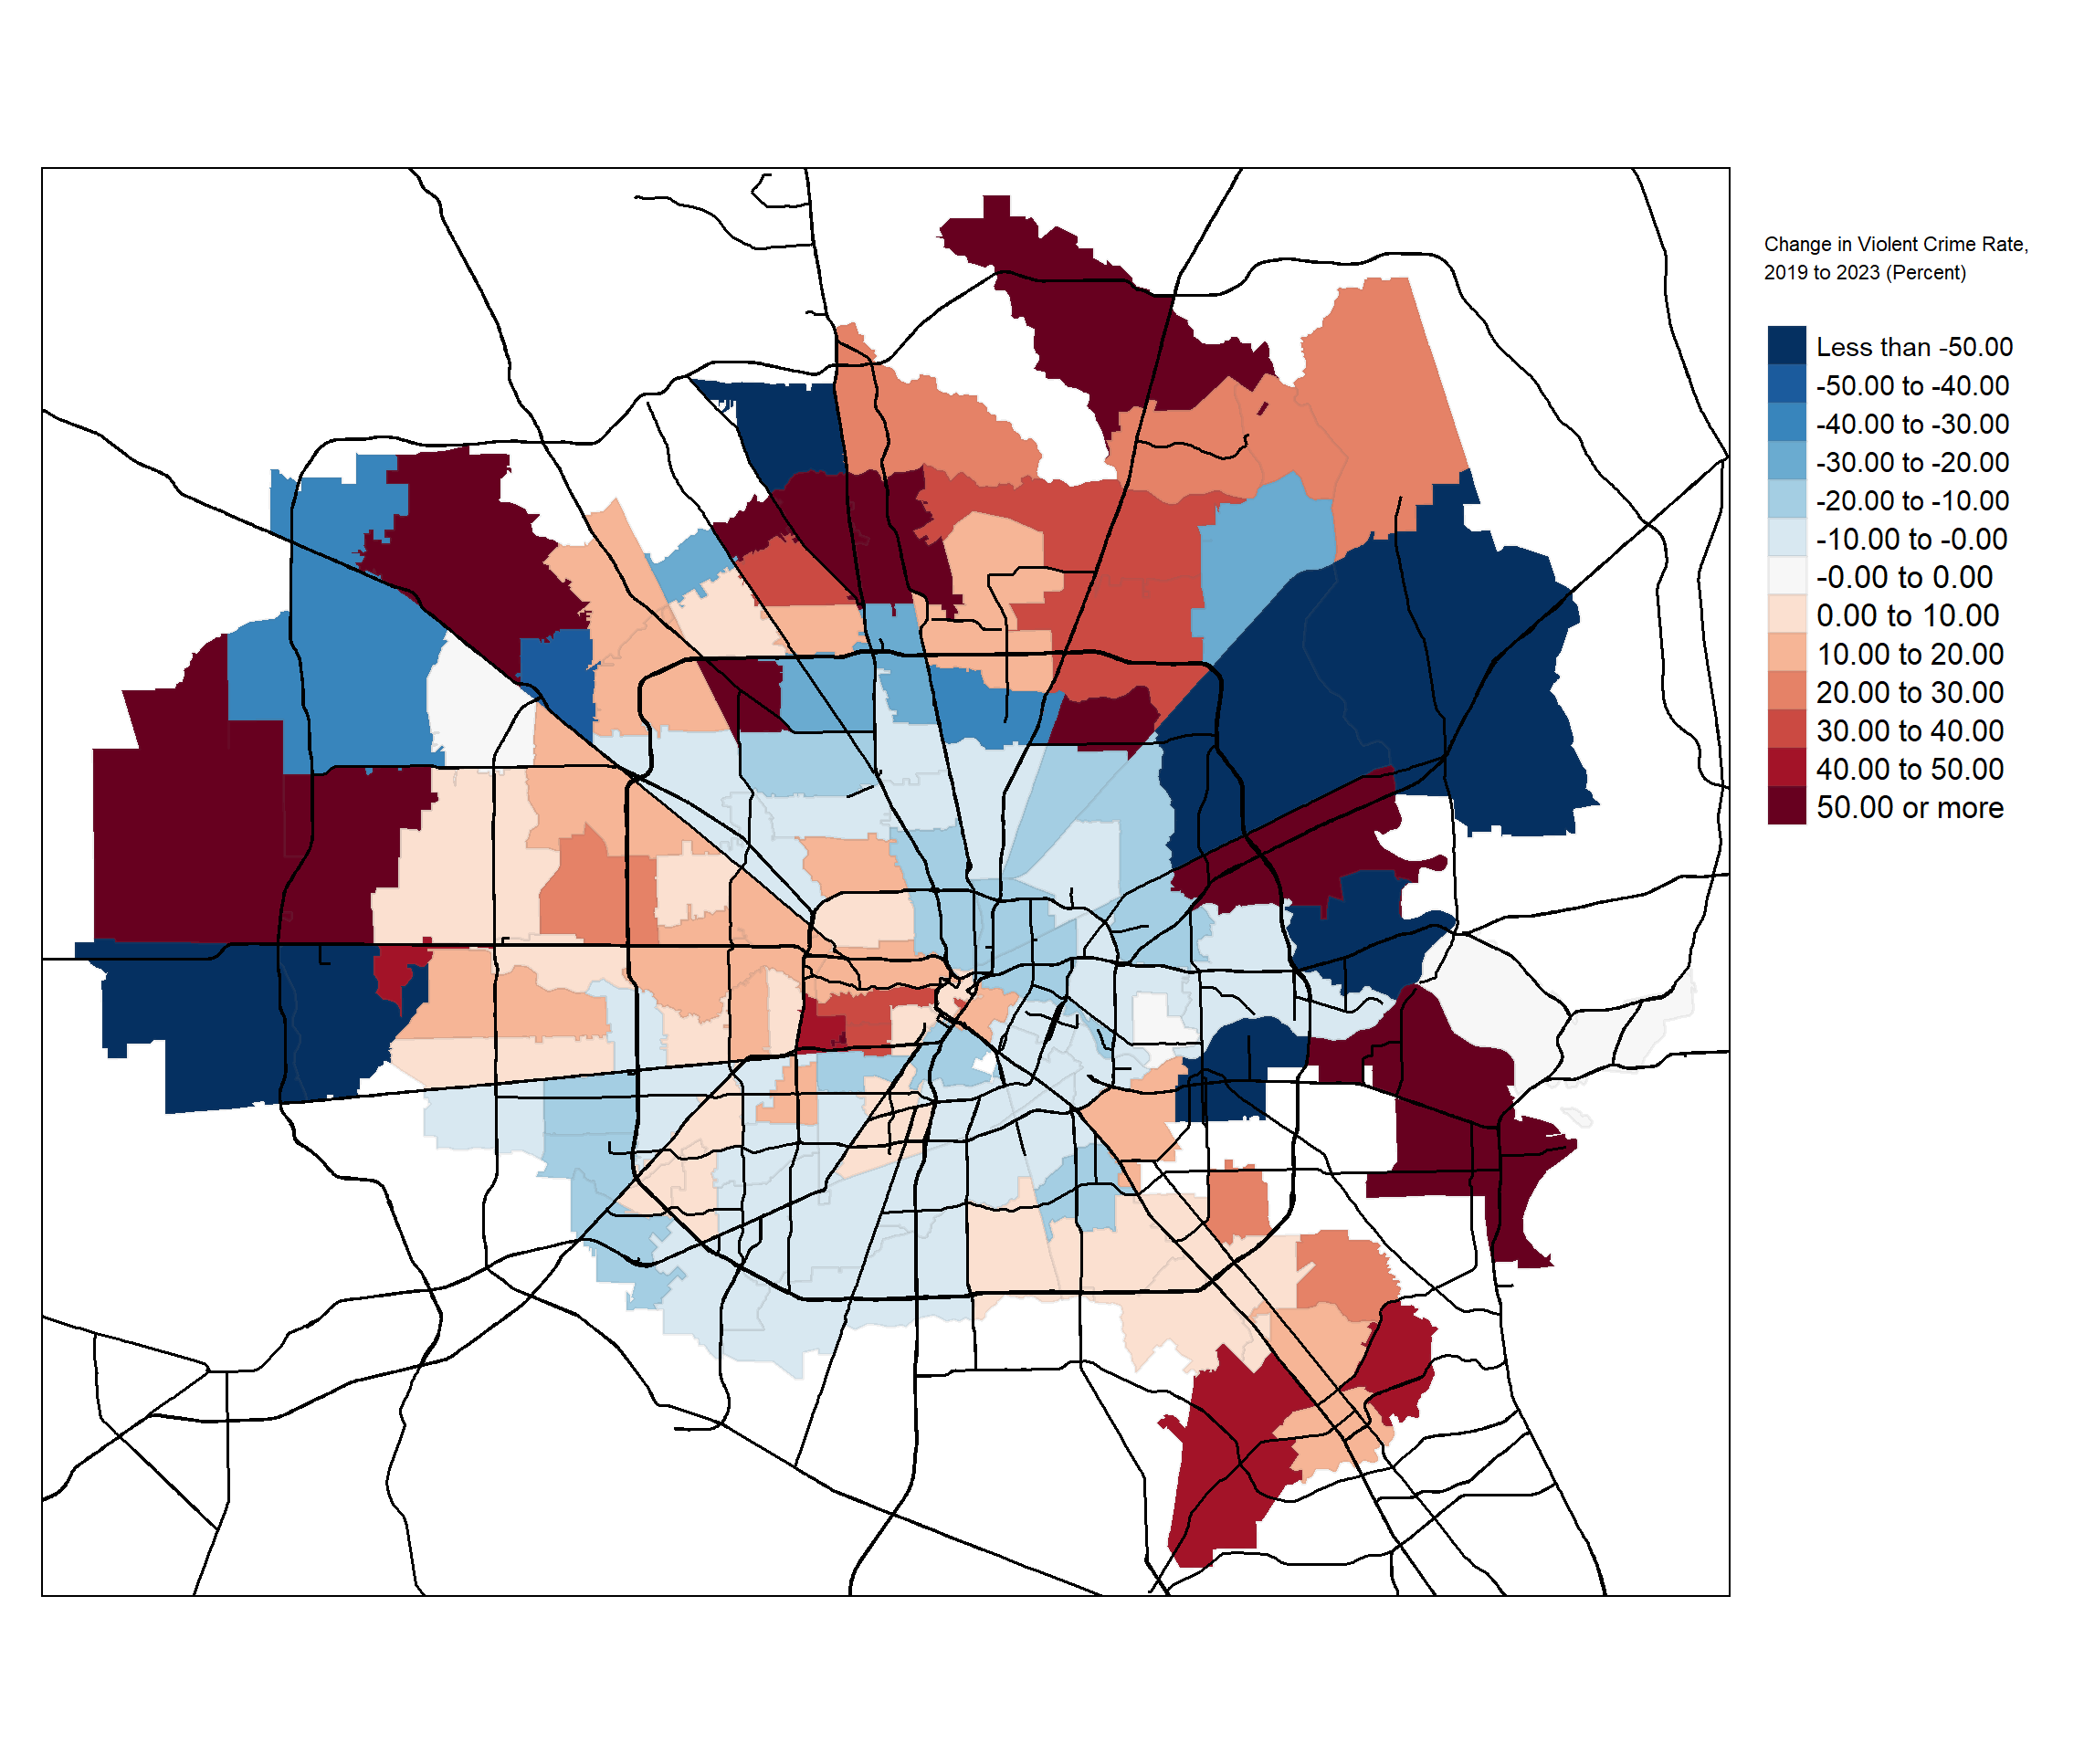 Change in Violent Crime Rate,
2019 to 2023 (Percent)
Less than -50.00
-50.00 to -40.00
-40.00 to -30.00
-30.00 to -20.00
-20.00 to -10.00
-10.00 to -0.00
-0.00 to 0.00
0.00 to 10.00
10.00 to 20.00
20.00 to 30.00
30.00 to 40.00
40.00 to 50.00
50.00 or more